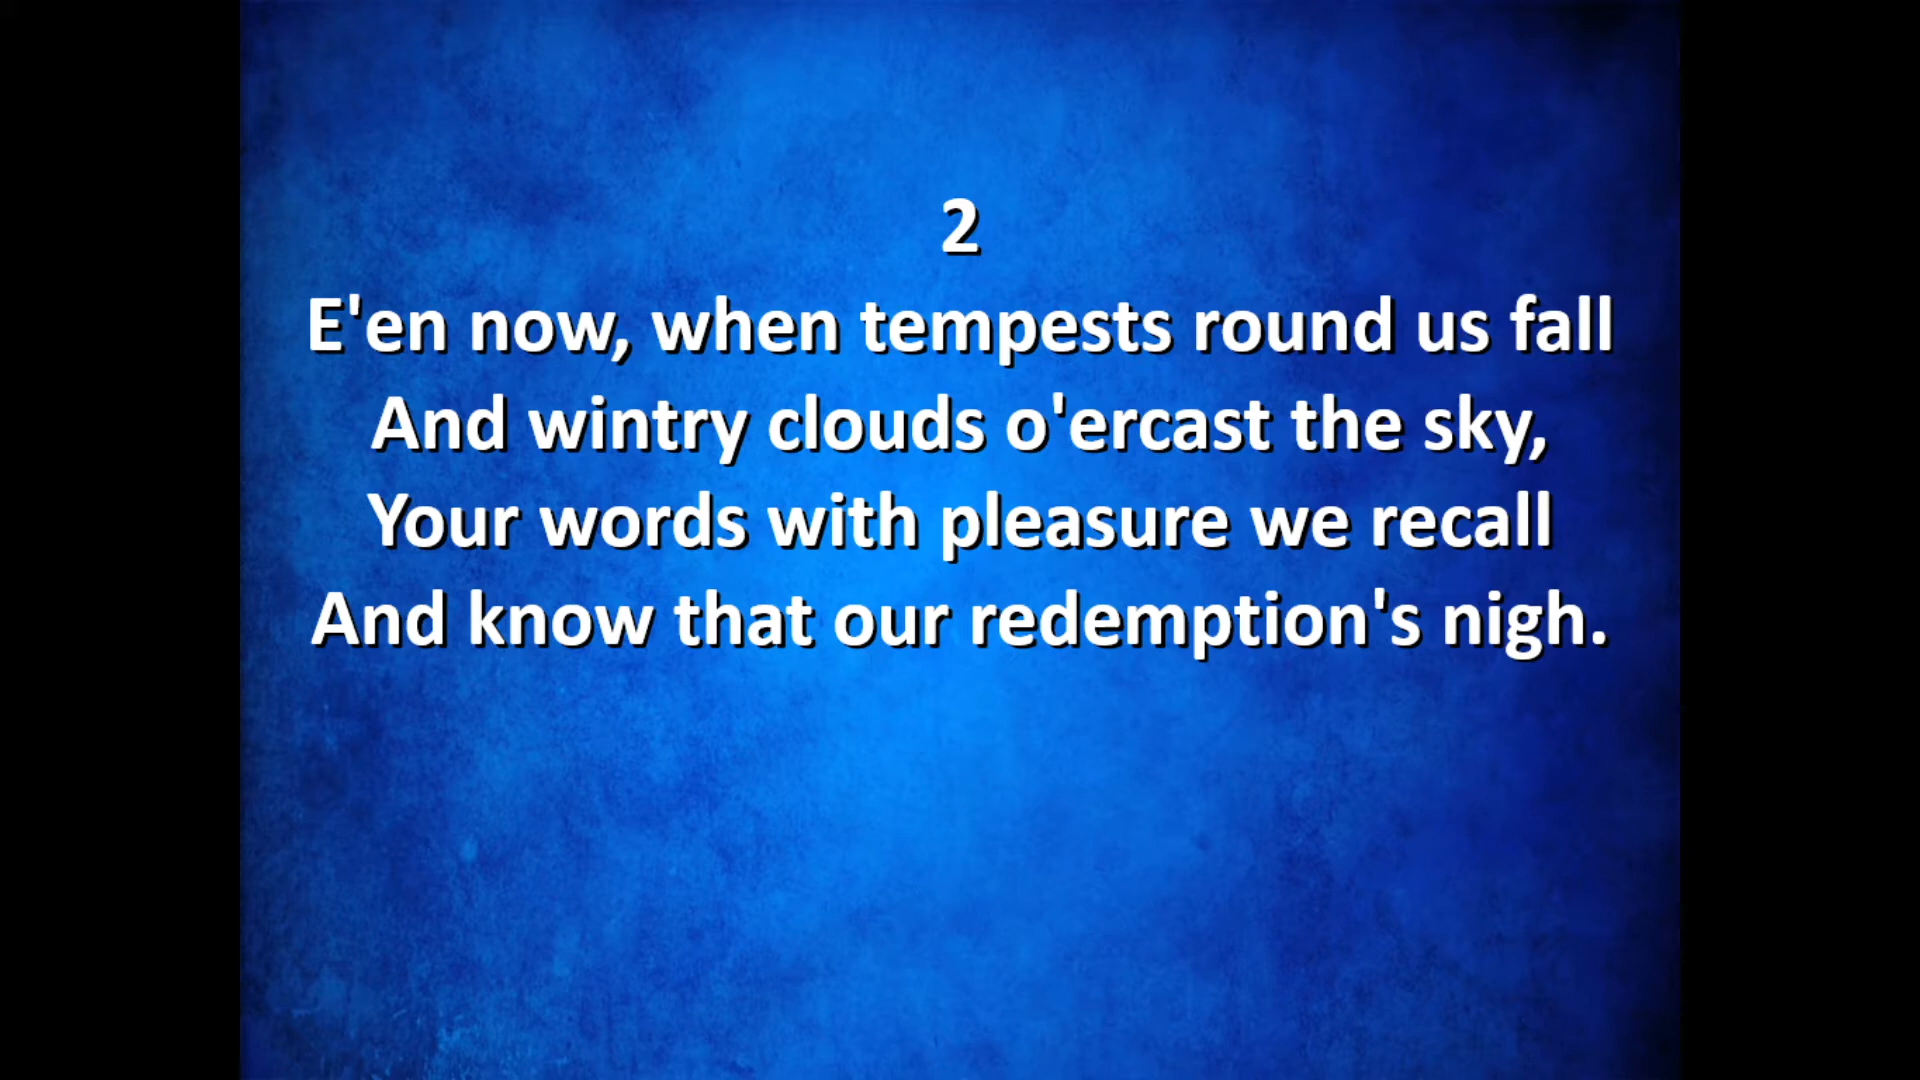 2
E'en now, when tempests round us fall
And wintry clouds o'ercast the sky,
Your words with pleasure we recall
And know that our redemption's nigh.